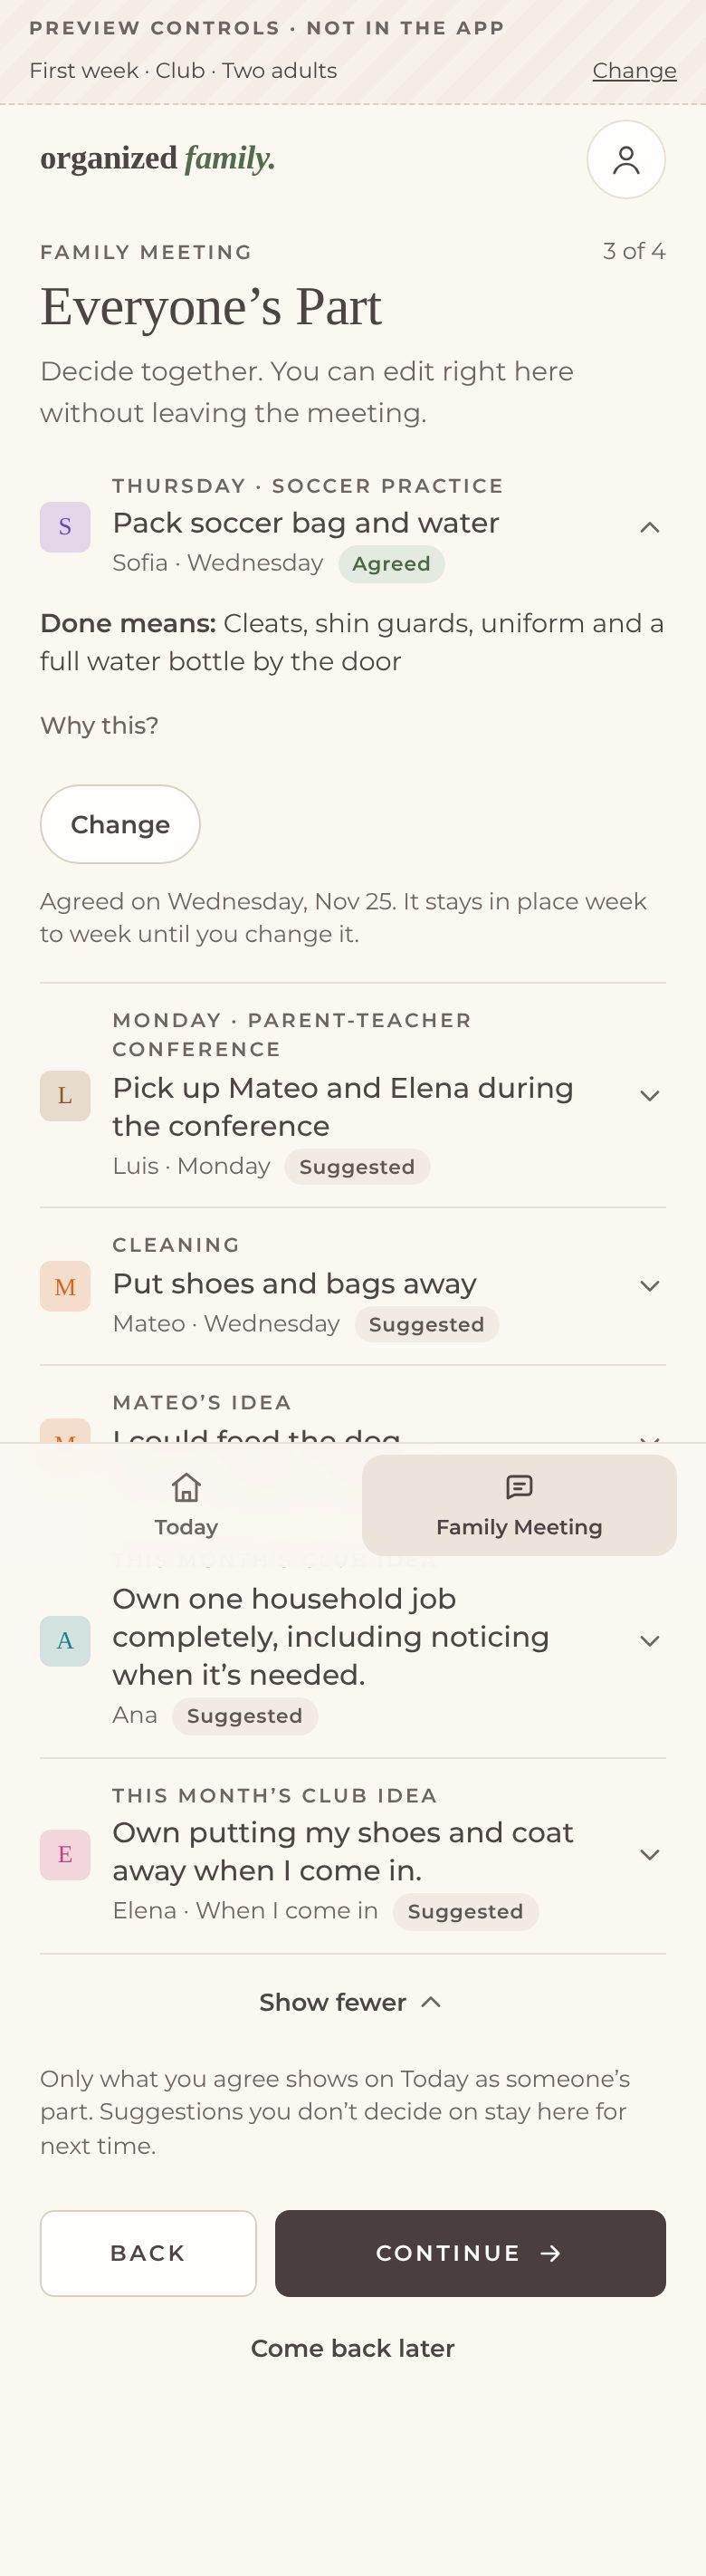 PREVIEW CONTROLS · NOT IN THE APP
First week · Club · Two adults
Change
organized family.
FAMILY MEETING
3 of 4
Everyone’s Part
Decide together. You can edit right here
without leaving the meeting.
THURSDAY · SOCCER PRACTICE
S
Pack soccer bag and water
Sofia · Wednesday
Agreed
Done means: Cleats, shin guards, uniform and a
full water bottle by the door
Why this?
Change
Agreed on Wednesday, Nov 25. It stays in place week
to week until you change it.
MONDAY · PARENT-TEACHER
CONFERENCE
L
Pick up Mateo and Elena during
the conference
Luis · Monday
Suggested
CLEANING
M
Put shoes and bags away
Mateo · Wednesday
Suggested
MATEO’S IDEA
M
I could feed the dog
Today
Family Meeting
THIS MONTH’S CLUB IDEA
A
Own one household job
completely, including noticing
when it’s needed.
Ana
Suggested
THIS MONTH’S CLUB IDEA
E
Own putting my shoes and coat
away when I come in.
Elena · When I come in
Suggested
Show fewer
Only what you agree shows on Today as someone’s
part. Suggestions you don’t decide on stay here for
next time.
BACK
CONTINUE →
Come back later